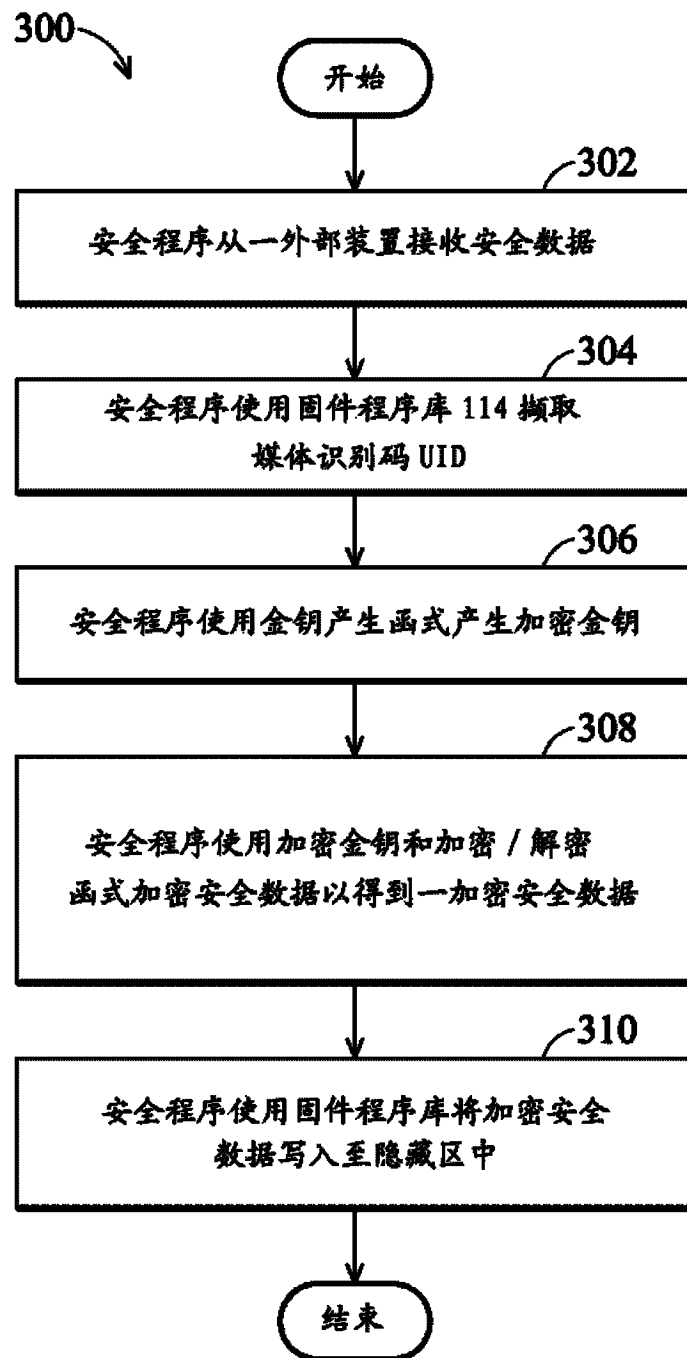 300
开始
302
安全程序从一外部装置接收安全数据
304
安全程序使用固件程序库 114 撷取
媒体识别码 UID
306
安全程序使用金钥产生函式产生加密金钥
308
安全程序使用加密金钥和加密 / 解密
函式加密安全数据以得到一加密安全数据
310
安全程序使用固件程序库将加密安全
数据写入至隐藏区中
结束